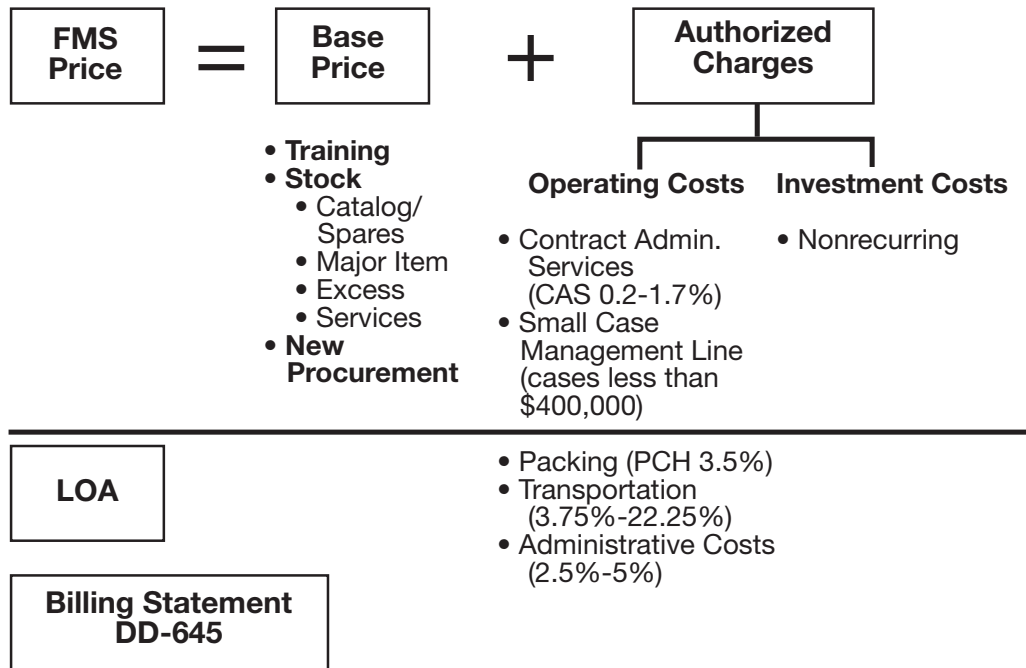 FMS
Price
=
Base
Price
+
Authorized
Charges
• Training
• Stock
• Catalog/
Spares
• Major Item
• Excess
• Services
• New
Procurement
Operating Costs
• Contract Admin.
Services
(CAS 0.2-1.7%)
• Small Case
Management Line
(cases less than
$400,000)
Investment Costs
• Nonrecurring
LOA
• Packing (PCH 3.5%)
• Transportation
(3.75%-22.25%)
• Administrative Costs
(2.5%-5%)
Billing Statement
DD-645